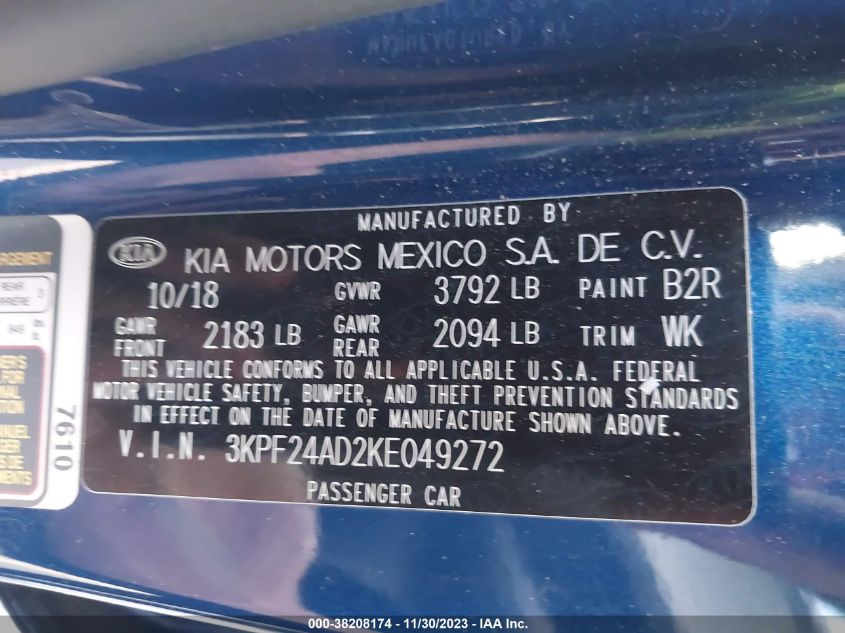 MANUFACTURED BY
KIA KIA MOTORS MEXICO S.A. DE C.V.
10/18 GVWR 3792 LB PAINT B2R
GAWR FRONT 2183 LB GAWR REAR 2094 LB TRIM WK
THIS VEHICLE CONFORMS TO ALL APPLICABLE U.S.A. FEDERAL
MOTOR VEHICLE SAFETY, BUMPER, AND THEFT PREVENTION STANDARDS
IN EFFECT ON THE DATE OF MANUFACTURE SHOWN ABOVE.
V.I.N. 3KPF24AD2KE049272
PASSENGER CAR
REAR
3
7610
000-38208174 - 11/30/2023 - IAA Inc.